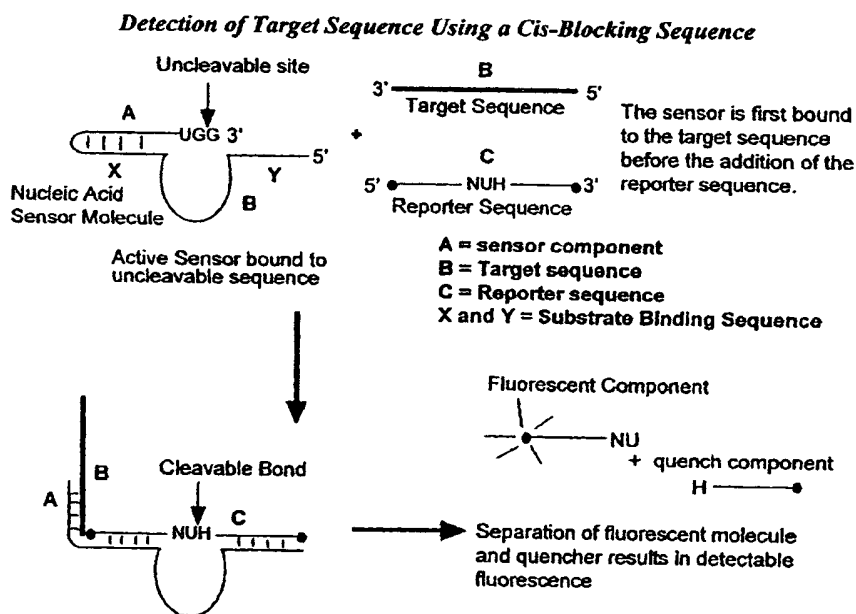 Detection of Target Sequence Using a Cis-Blocking Sequence
Uncleavable site
A
UGG 3'
X
Y
5'
B
Nucleic Acid
Sensor Molecule
+
B
3'
5'
Target Sequence
C
5'
NUH
3'
Reporter Sequence
The sensor is first bound
to the target sequence
before the addition of the
reporter sequence.
A = sensor component
B = Target sequence
C = Reporter sequence
X and Y = Substrate Binding Sequence
Active Sensor bound to
uncleavable sequence
Fluorescent Component
NU
+ quench component
H
B
A
Cleavable Bond
NUH
C
Separation of fluorescent molecule
and quencher results in detectable
fluorescence